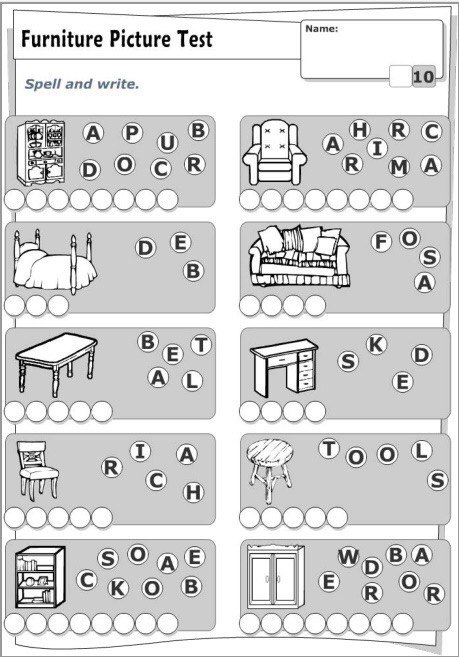 Furniture Picture Test
Name:
10
Spell and write.
A P U B
D O C R
A H R C
R I M A A
D E
B
F O
S
A
B E T
A L
S K D
E
R I A
C H
T O O L
S
S O A E
C K O B
W D B A
E R O R